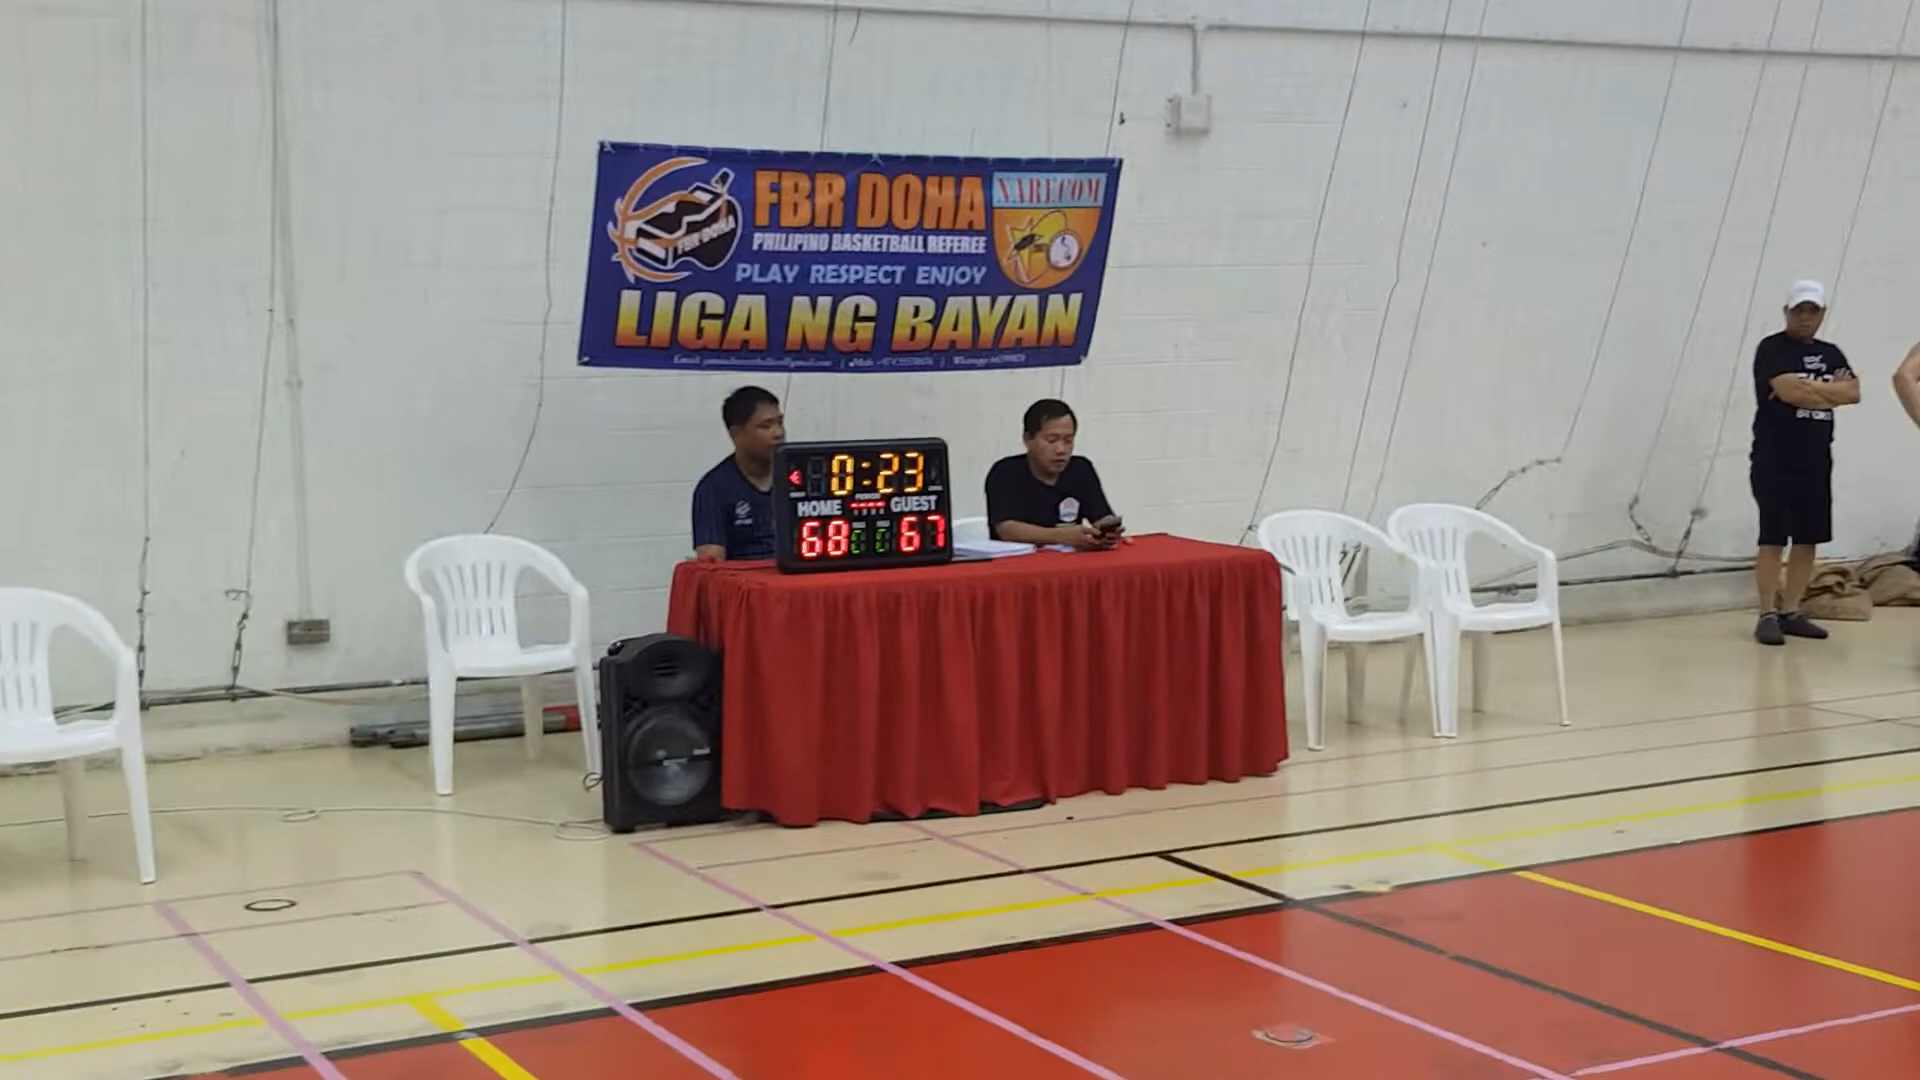 FBR DOHA
NARECOM
PHILIPINO BASKETBALL REFEREE
FBR DOHA
PLAY RESPECT ENJOY
LIGA NG BAYAN
0:23
PERIOD
HOME
GUEST
68
67